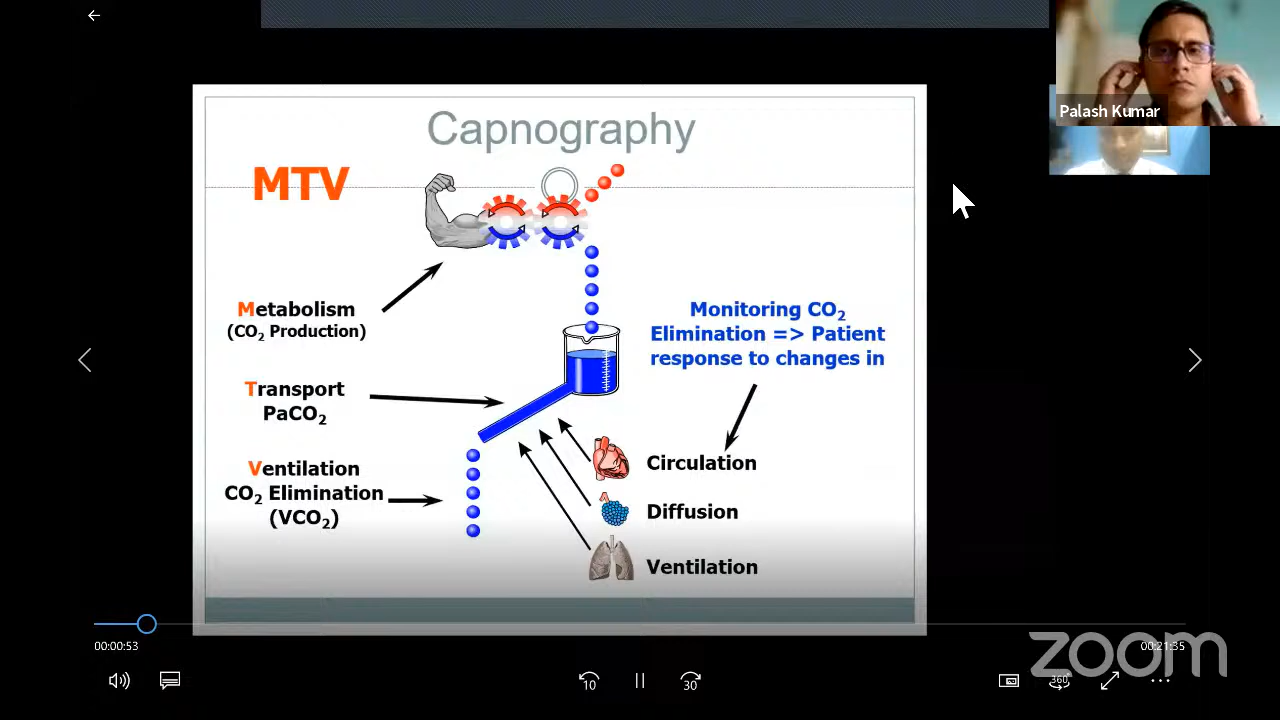 Capnography
MTV
Metabolism
(CO₂ Production)
Transport
PaCO₂
Ventilation
CO₂ Elimination
(VCO₂)
Monitoring CO₂
Elimination => Patient
response to changes in
Circulation
Diffusion
Ventilation
Palash Kumar
00:00:53
00:21:35
10
30
360
zoom